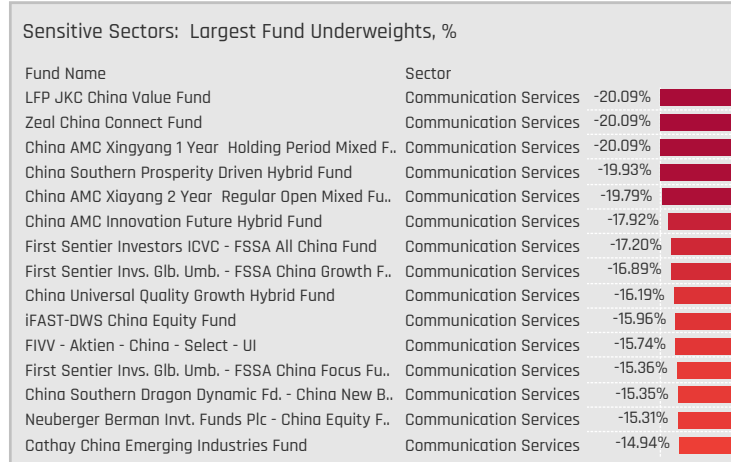 Sensitive Sectors: Largest Fund Underweights, %
Fund Name Sector
LFP JKC China Value Fund Communication Services -20.09%
Zeal China Connect Fund Communication Services -20.09%
China AMC Xingyang 1 Year Holding Period Mixed F.. Communication Services -20.09%
China Southern Prosperity Driven Hybrid Fund Communication Services -19.93%
China AMC Xiayang 2 Year Regular Open Mixed Fu.. Communication Services -19.79%
China AMC Innovation Future Hybrid Fund Communication Services -17.92%
First Sentier Investors ICVC - FSSA All China Fund Communication Services -17.20%
First Sentier Invs. Glb. Umb. - FSSA China Growth F.. Communication Services -16.89%
China Universal Quality Growth Hybrid Fund Communication Services -16.19%
iFAST-DWS China Equity Fund Communication Services -15.96%
FIVV - Aktien - China - Select - UI Communication Services -15.74%
First Sentier Invs. Glb. Umb. - FSSA China Focus Fu.. Communication Services -15.36%
China Southern Dragon Dynamic Fd. - China New B.. Communication Services -15.35%
Neuberger Berman Invt. Funds Plc - China Equity F.. Communication Services -15.31%
Cathay China Emerging Industries Fund Communication Services -14.94%